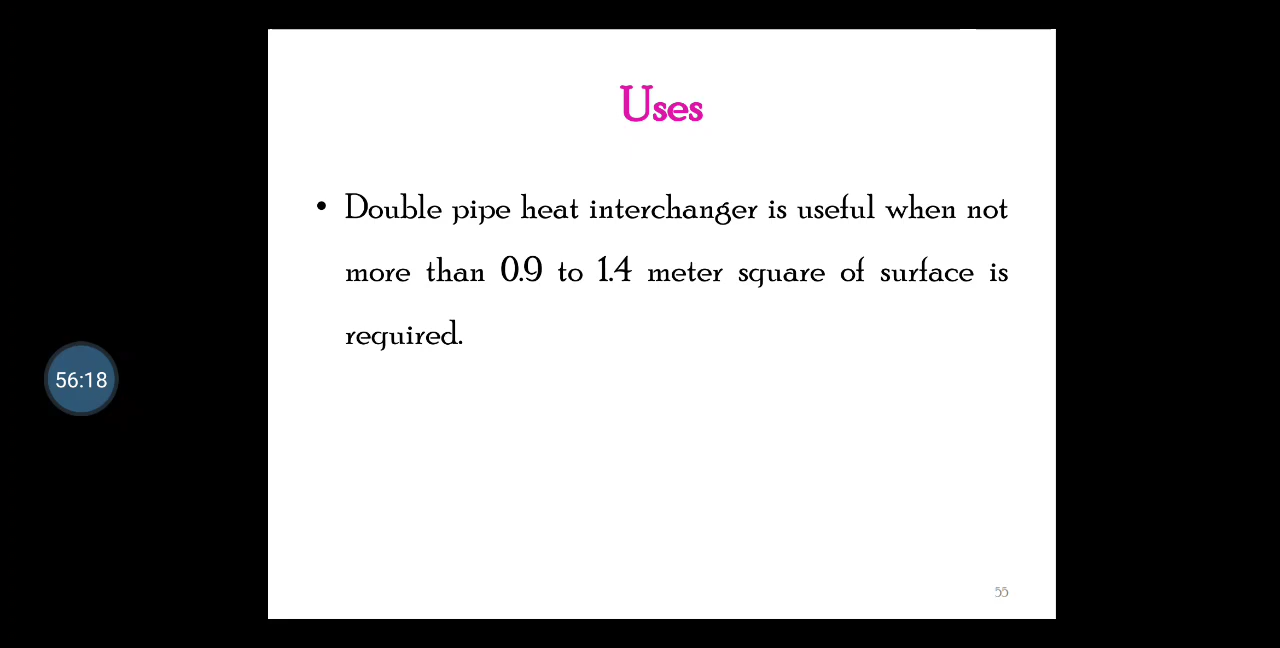 Uses
• Double pipe heat interchanger is useful when not
more than 0.9 to 1.4 meter square of surface is
required.
56:18
55